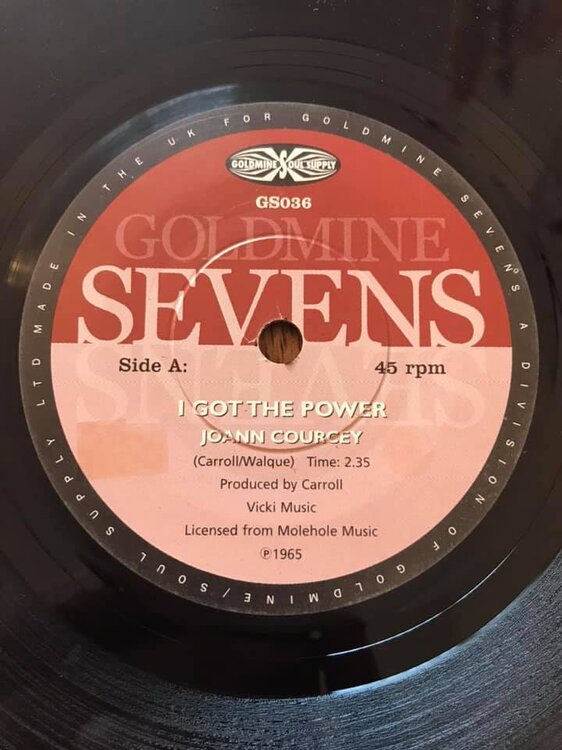 MADE IN THE UK FOR GOLDMINE SEVENS A DIVISION OF GOLDMINE/SOUL SUPPLY LTD
GOLDMINE SOUL SUPPLY
GS036
GOLDMINE
SEVENS
SEVENS
Side A: 45 rpm
I GOT THE POWER
JOANN COURCEY
(Carroll/Walque) Time: 2.35
Produced by Carroll
Vicki Music
Licensed from Molehole Music
℗1965